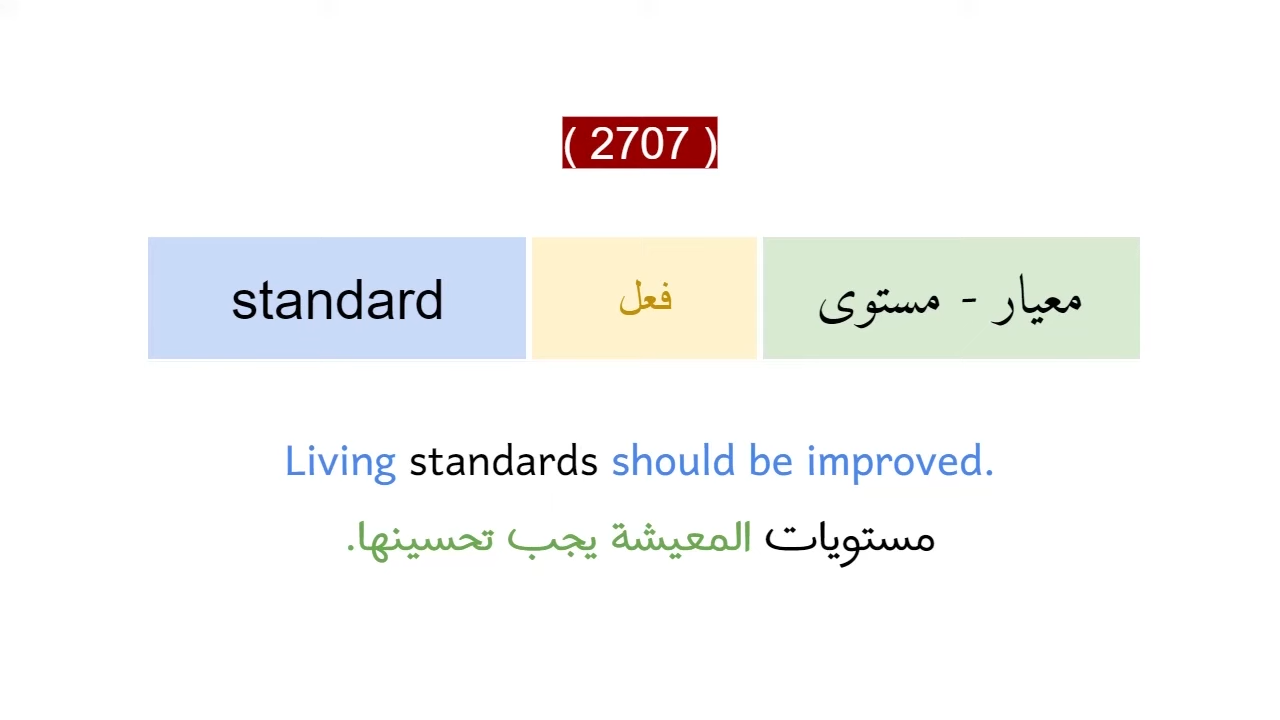 ( 2707 )
standard فعل معيار - مستوى
Living standards should be improved.
مستويات المعيشة يجب تحسينها.